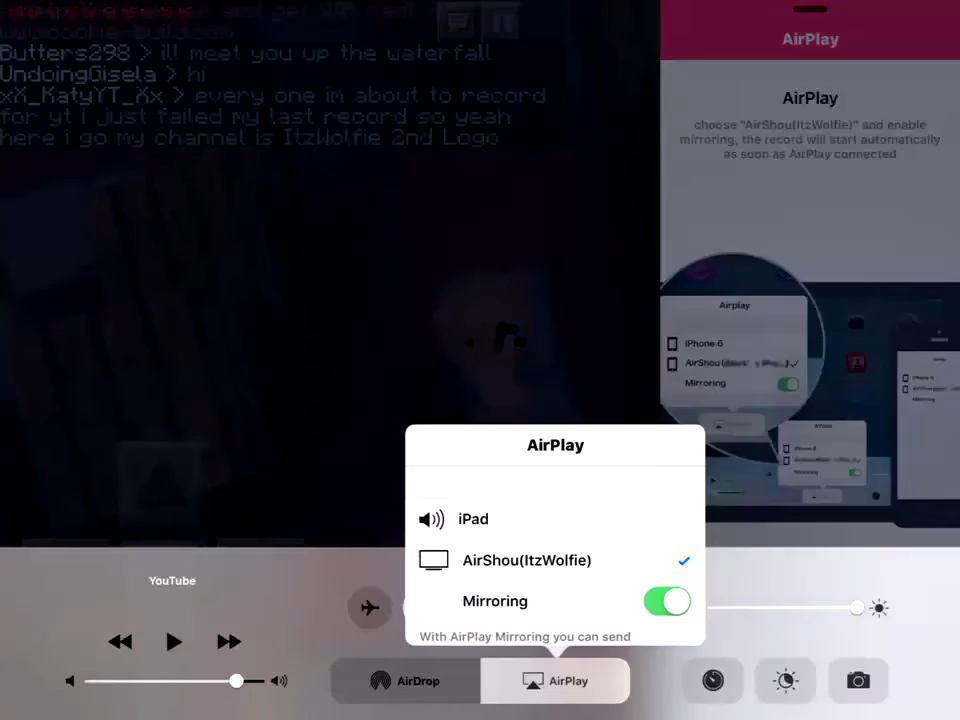 Butters298 > ill meet you up the waterfall
UndoingGisela > hi
xX_KatyYT_Xx > every one im about to record
for yt i just failed my last record so yeah
here i go my channel is ItzWolfie 2nd Logo
AirPlay
AirPlay
choose "AirShou(ItzWolfie)" and enable
mirroring, the record will start automatically
as soon as AirPlay connected
Airplay
iPhone 6
AirShou(
Mirroring
AirPlay
iPad
AirShou(ItzWolfie)
Mirroring
With AirPlay Mirroring you can send
YouTube
AirDrop
AirPlay